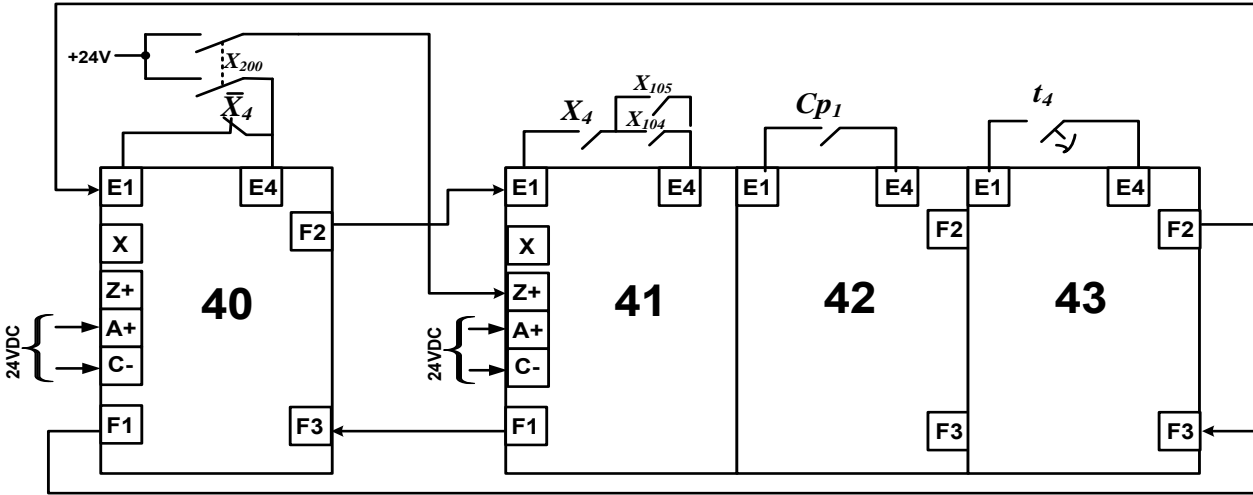 +24V
X200
X̅4
X4
X105
X104
Cp1
t4
E1
E4
E1
E4
E1
E4
E1
E4
F2
F2
F2
X
X
Z+
Z+
40
41
42
43
24VDC
A+
24VDC
A+
C-
C-
F1
F3
F1
F3
F3